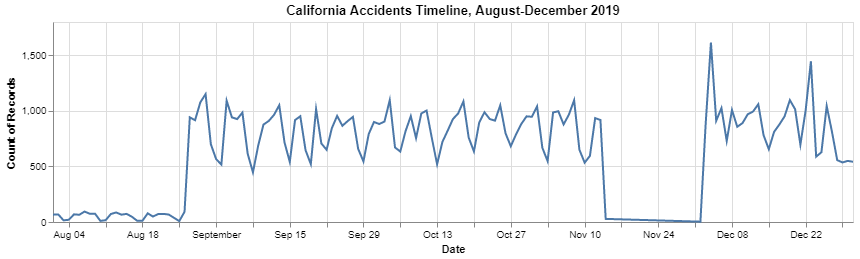 California Accidents Timeline, August-December 2019
Count of Records
1,500
1,000
500
0
Aug 04 Aug 18 September Sep 15 Sep 29 Oct 13 Oct 27 Nov 10 Nov 24 Dec 08 Dec 22
Date